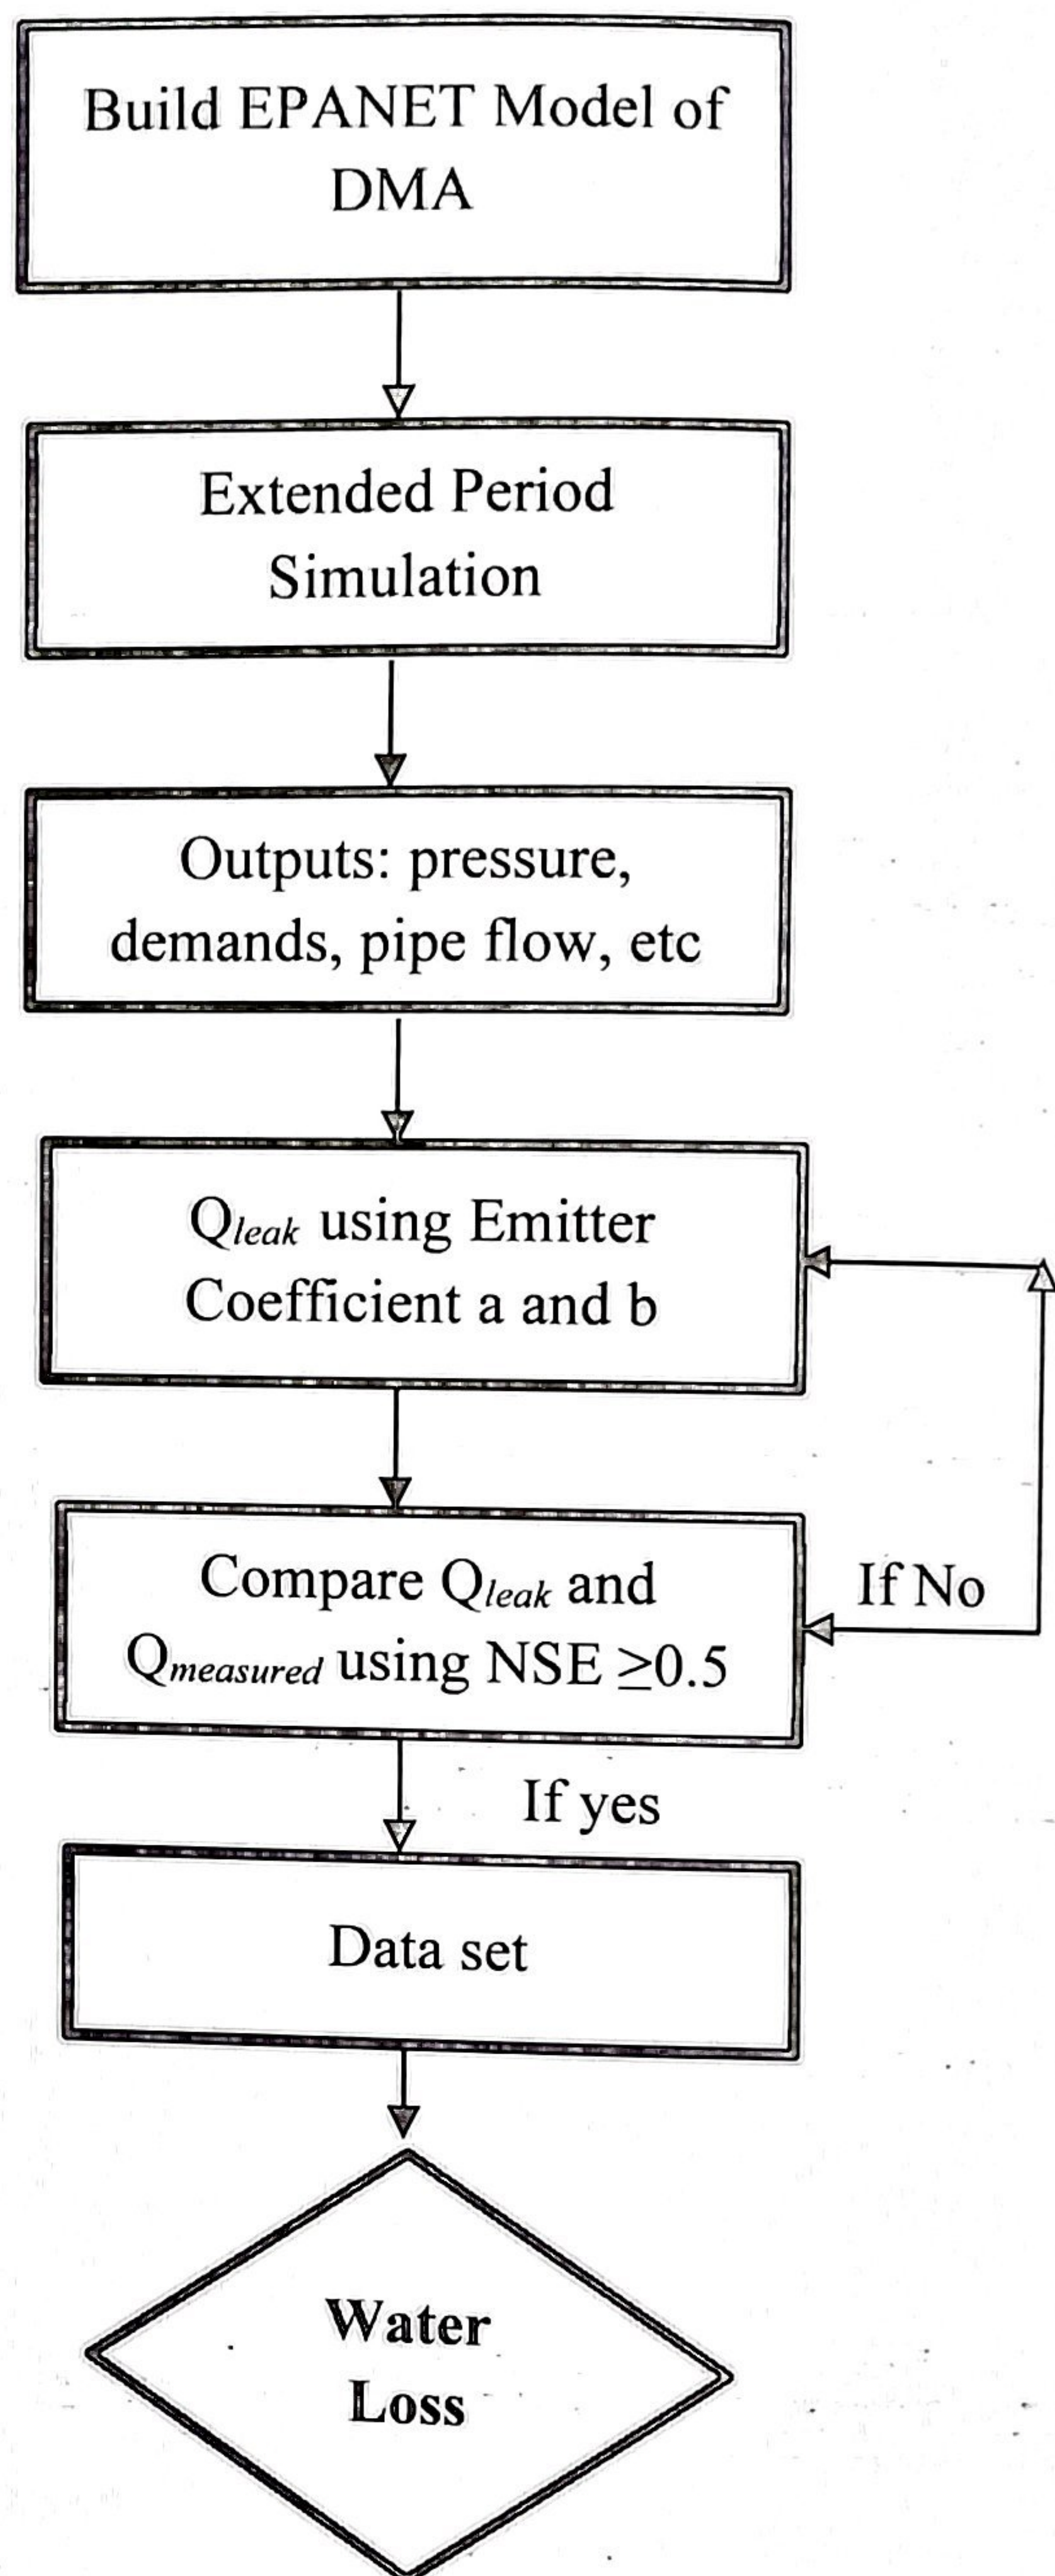 Build EPANET Model of
DMA
Extended Period
Simulation
Outputs: pressure,
demands, pipe flow, etc
Qleak using Emitter
Coefficient a and b
Compare Qleak and
Qmeasured using NSE ≥0.5
If No
If yes
Data set
Water
Loss